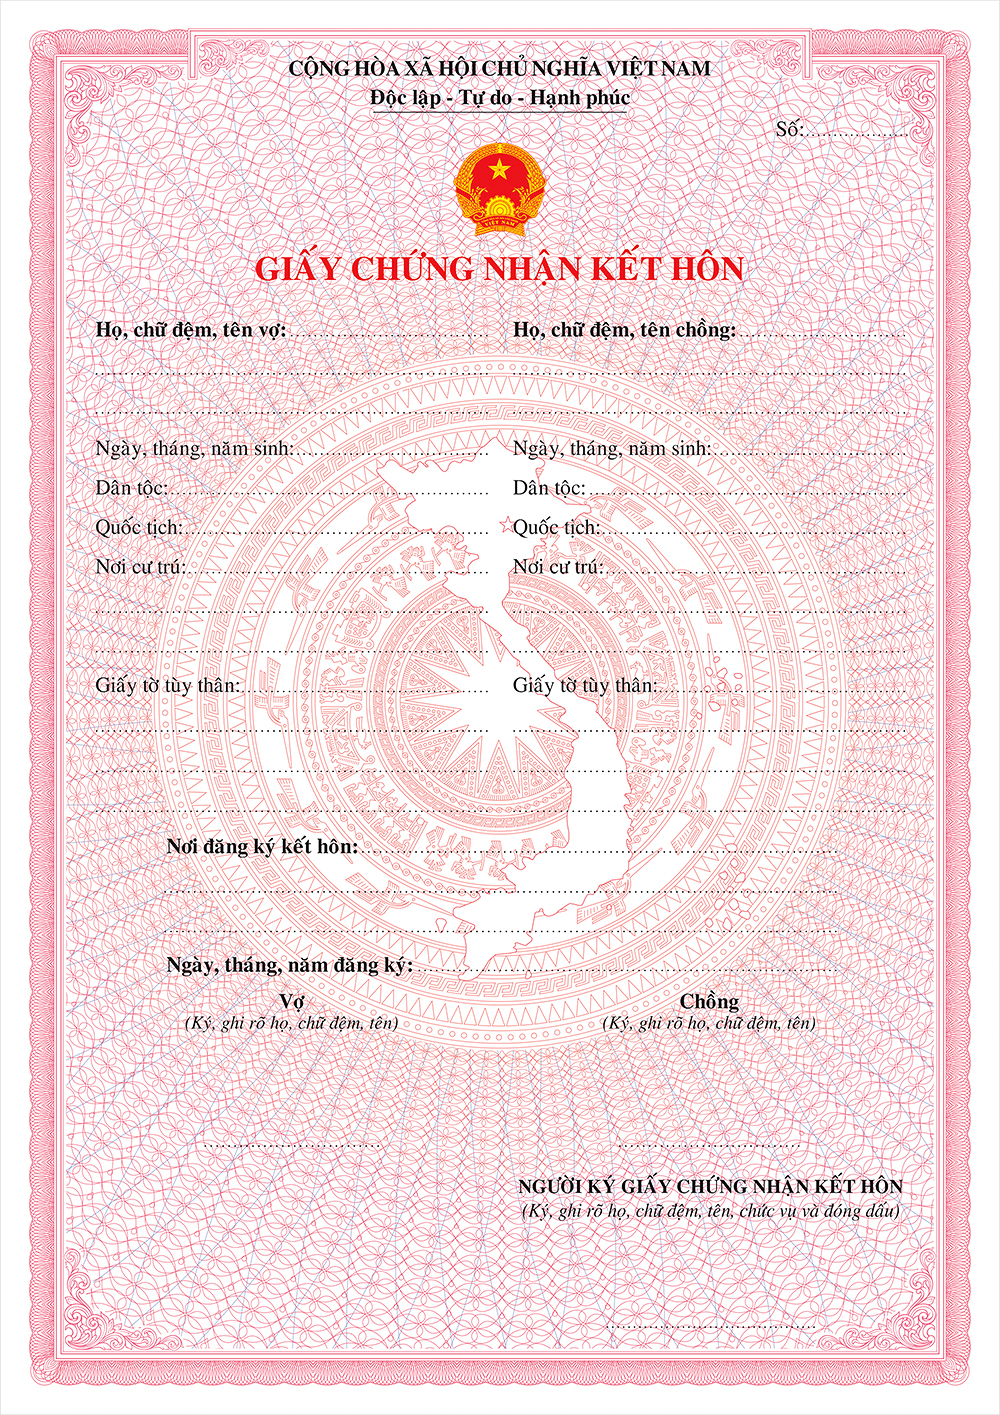 CỘNG HÒA XÃ HỘI CHỦ NGHĨA VIỆT NAM
Độc lập - Tự do - Hạnh phúc
Số:
VIỆT NAM
GIẤY CHỨNG NHẬN KẾT HÔN
Họ, chữ đệm, tên vợ: Họ, chữ đệm, tên chồng:
Ngày, tháng, năm sinh: Ngày, tháng, năm sinh:
Dân tộc: Dân tộc:
Quốc tịch: Quốc tịch:
Nơi cư trú: Nơi cư trú:
Giấy tờ tùy thân: Giấy tờ tùy thân:
Nơi đăng ký kết hôn:
Ngày, tháng, năm đăng ký:
Vợ Chồng
(Ký, ghi rõ họ, chữ đệm, tên) (Ký, ghi rõ họ, chữ đệm, tên)
NGƯỜI KÝ GIẤY CHỨNG NHẬN KẾT HÔN
(Ký, ghi rõ họ, chữ đệm, tên, chức vụ và đóng dấu)